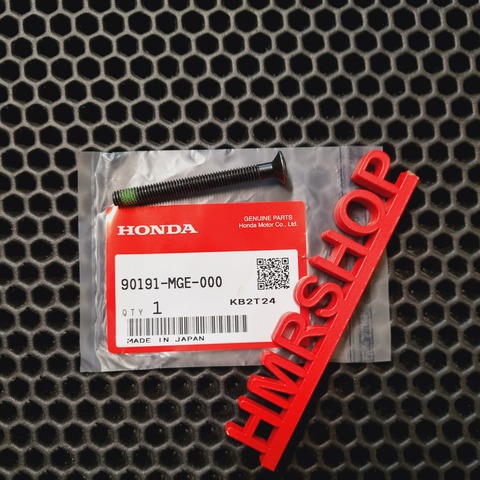 GENUINE PARTS
HONDA
Honda Motor Co., Ltd.
90191-MGE-000
QTY 1
KB2T24
MADE IN JAPAN
HMRSHOP